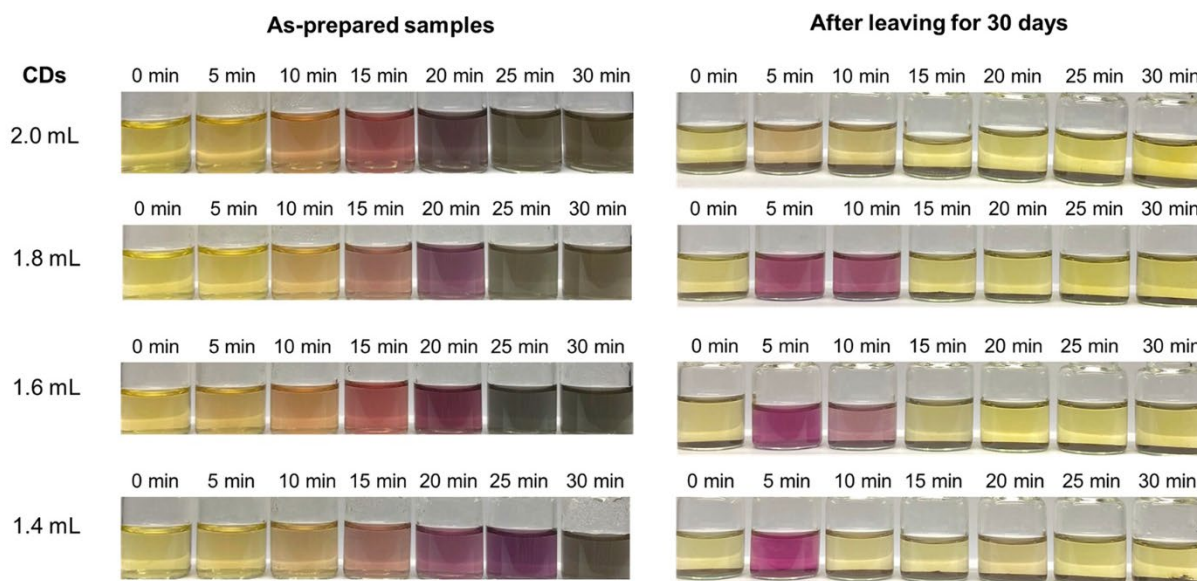 As-prepared samples
After leaving for 30 days
CDs
0 min 5 min 10 min 15 min 20 min 25 min 30 min
0 min 5 min 10 min 15 min 20 min 25 min 30 min
2.0 mL
0 min 5 min 10 min 15 min 20 min 25 min 30 min
0 min 5 min 10 min 15 min 20 min 25 min 30 min
1.8 mL
0 min 5 min 10 min 15 min 20 min 25 min 30 min
0 min 5 min 10 min 15 min 20 min 25 min 30 min
1.6 mL
0 min 5 min 10 min 15 min 20 min 25 min 30 min
0 min 5 min 10 min 15 min 20 min 25 min 30 min
1.4 mL